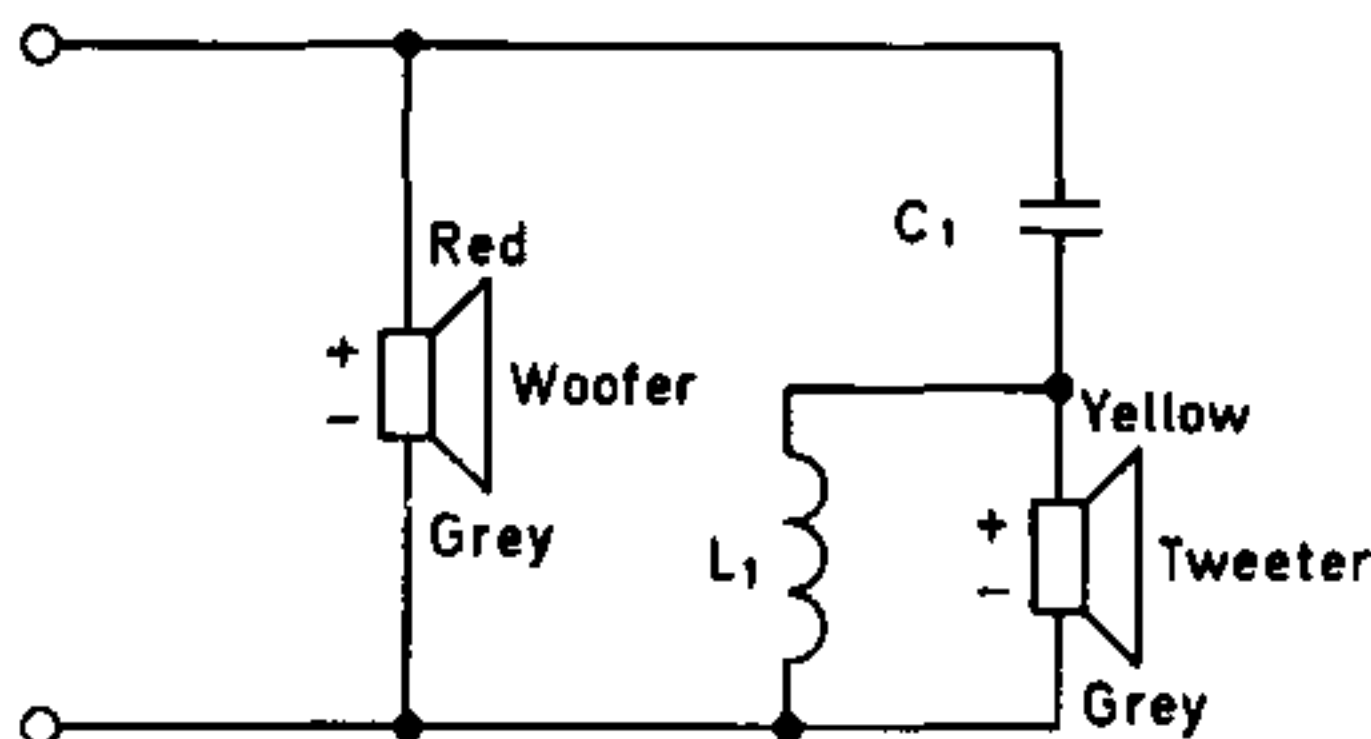 Red
C₁
+
Woofer
-
Yellow
Grey
+
L₁
Tweeter
-
Grey